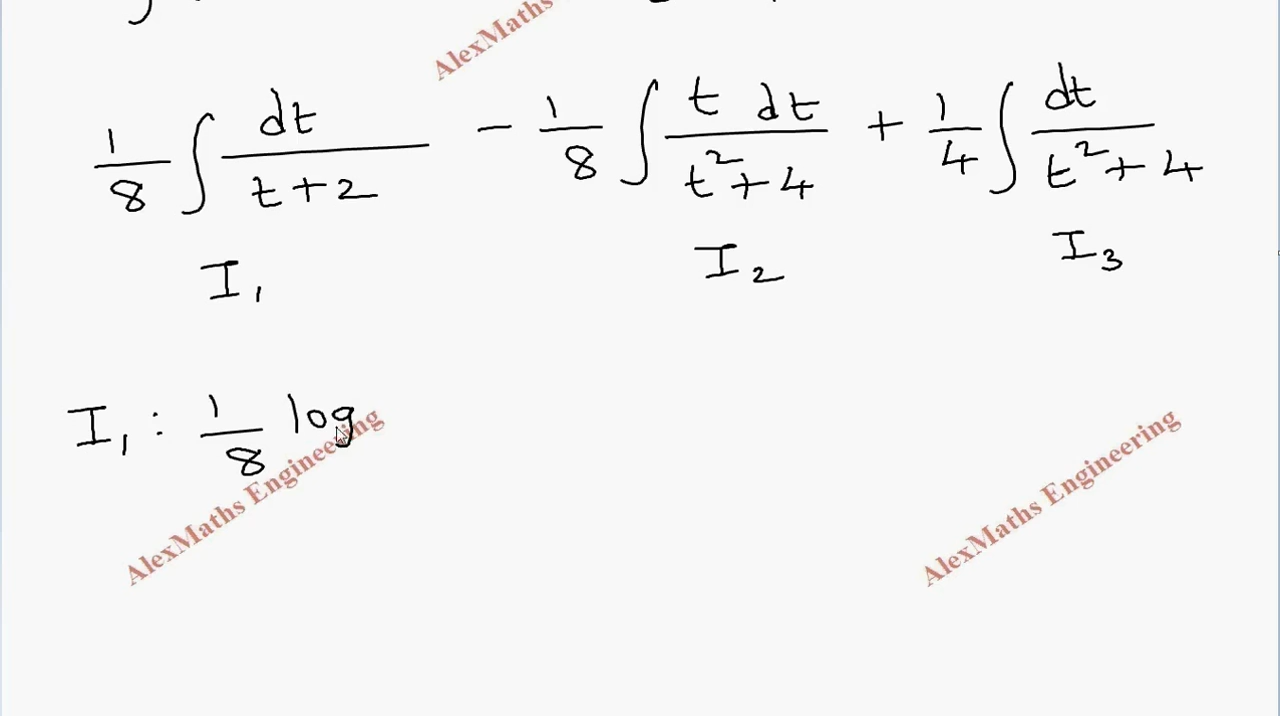 AlexMaths
1/8 ∫ dt/(t+2) - 1/8 ∫ t dt/(t²+4) + 1/4 ∫ dt/(t²+4)
I₁ I₂ I₃
I₁ : 1/8 log
AlexMaths Engineering
AlexMaths Engineering